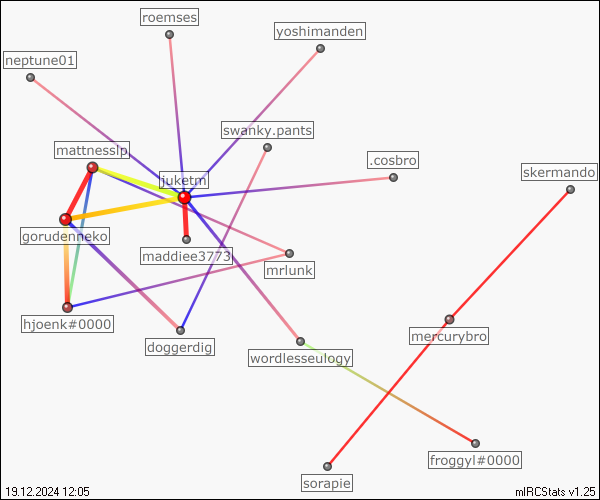 roemses
yoshimanden
neptune01
swanky.pants
mattnesslp
.cosbro
skermando
juketm
gorudenneko
maddiee3773
mrlunk
hjoenk#0000
mercurybro
doggerdig
wordlesseulogy
froggyl#0000
sorapie
19.12.2024 12:05
mIRCStats v1.25